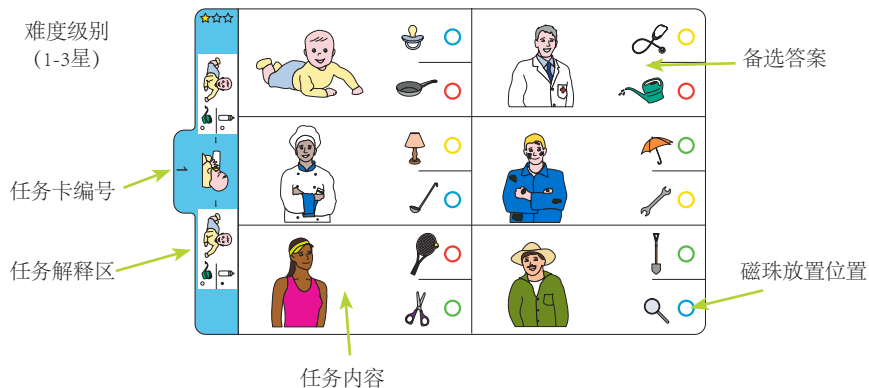 难度级别
（1-3星）
备选答案
任务卡编号
1
任务解释区
磁珠放置位置
任务内容